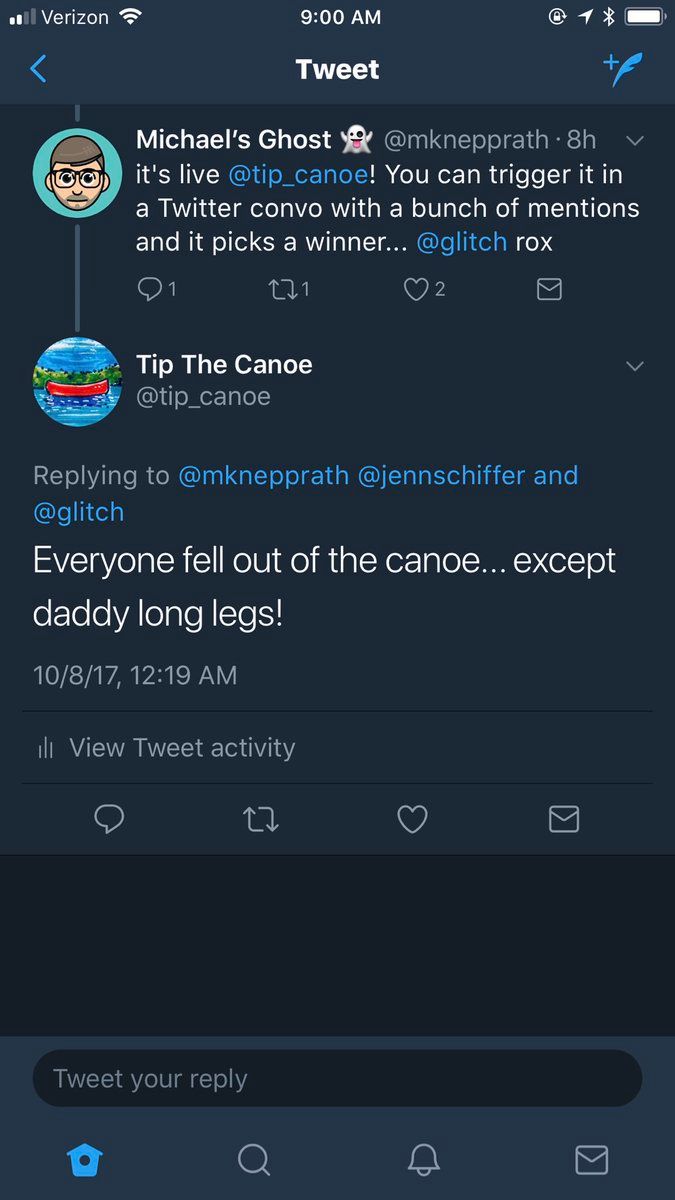 Verizon 9:00 AM
Tweet
Michael’s Ghost 👻 @mknepprath · 8h
it's live @tip_canoe! You can trigger it in
a Twitter convo with a bunch of mentions
and it picks a winner... @glitch rox
1 1 2
Tip The Canoe
@tip_canoe
Replying to @mknepprath @jennschiffer and
@glitch
Everyone fell out of the canoe... except
daddy long legs!
10/8/17, 12:19 AM
View Tweet activity
Tweet your reply